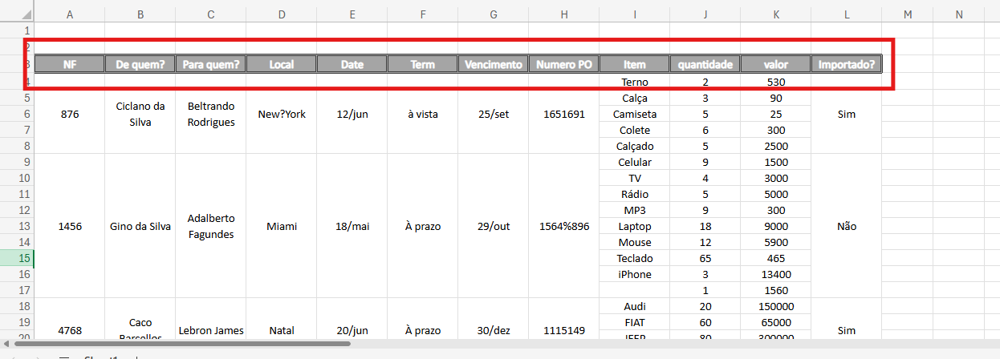 A B C D E F G H I J K L M N
1
2
3 NF De quem? Para quem? Local Date Term Vencimento Numero PO Item quantidade valor Importado?
4 Terno 2 530
5 Calça 3 90
6 876 Ciclano da Silva Beltrando Rodrigues New?York 12/jun à vista 25/set 1651691 Camiseta 5 25 Sim
7 Colete 6 300
8 Calçado 5 2500
9 Celular 9 1500
10 TV 4 3000
11 Rádio 5 5000
12 MP3 9 300
13 1456 Gino da Silva Adalberto Fagundes Miami 18/mai À prazo 29/out 1564%896 Laptop 18 9000 Não
14 Mouse 12 5900
15 Teclado 65 465
16 iPhone 3 13400
17 1 1560
18 Audi 20 150000
19 4768 Caco Barcellos Lebron James Natal 20/jun À prazo 30/dez 1115149 FIAT 60 65000 Sim
20 JEEP 80 300000